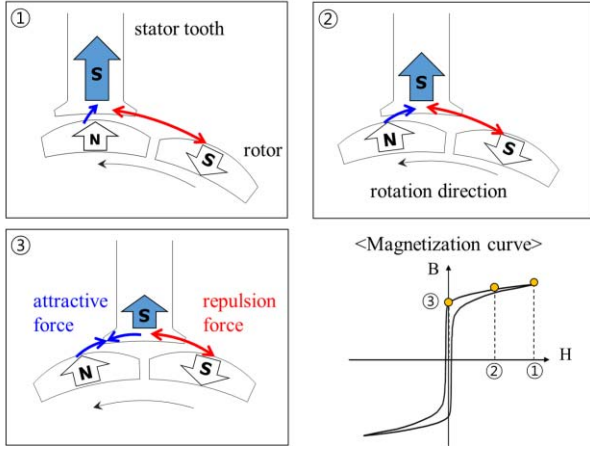 ①
stator tooth
S
N
S
rotor
②
S
N
S
rotation direction
③
attractive
force
repulsion
force
S
N
S
<Magnetization curve>
B
③
H
②
①